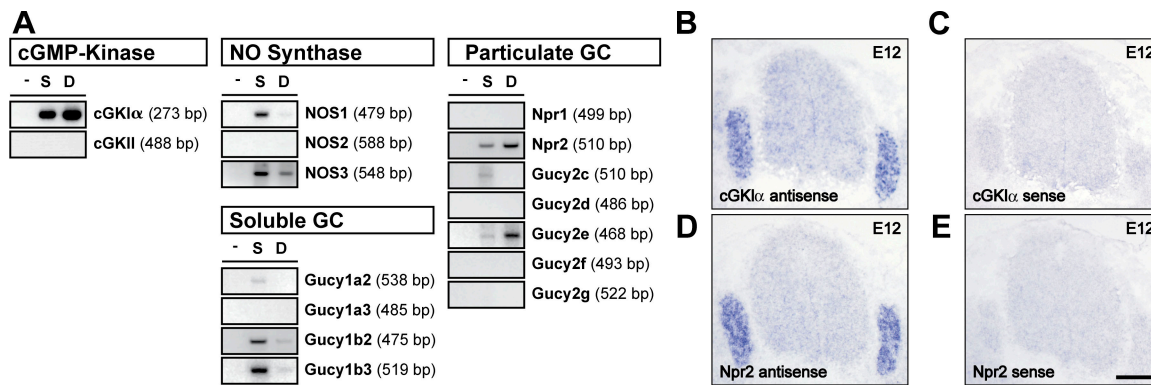 A
cGMP-Kinase
- S D
cGKIα (273 bp)
cGKII (488 bp)
NO Synthase
- S D
NOS1 (479 bp)
NOS2 (588 bp)
NOS3 (548 bp)
Soluble GC
- S D
Gucy1a2 (538 bp)
Gucy1a3 (485 bp)
Gucy1b2 (475 bp)
Gucy1b3 (519 bp)
Particulate GC
- S D
Npr1 (499 bp)
Npr2 (510 bp)
Gucy2c (510 bp)
Gucy2d (486 bp)
Gucy2e (468 bp)
Gucy2f (493 bp)
Gucy2g (522 bp)
B
E12
cGKIα antisense
C
E12
cGKIα sense
D
E12
Npr2 antisense
E
E12
Npr2 sense